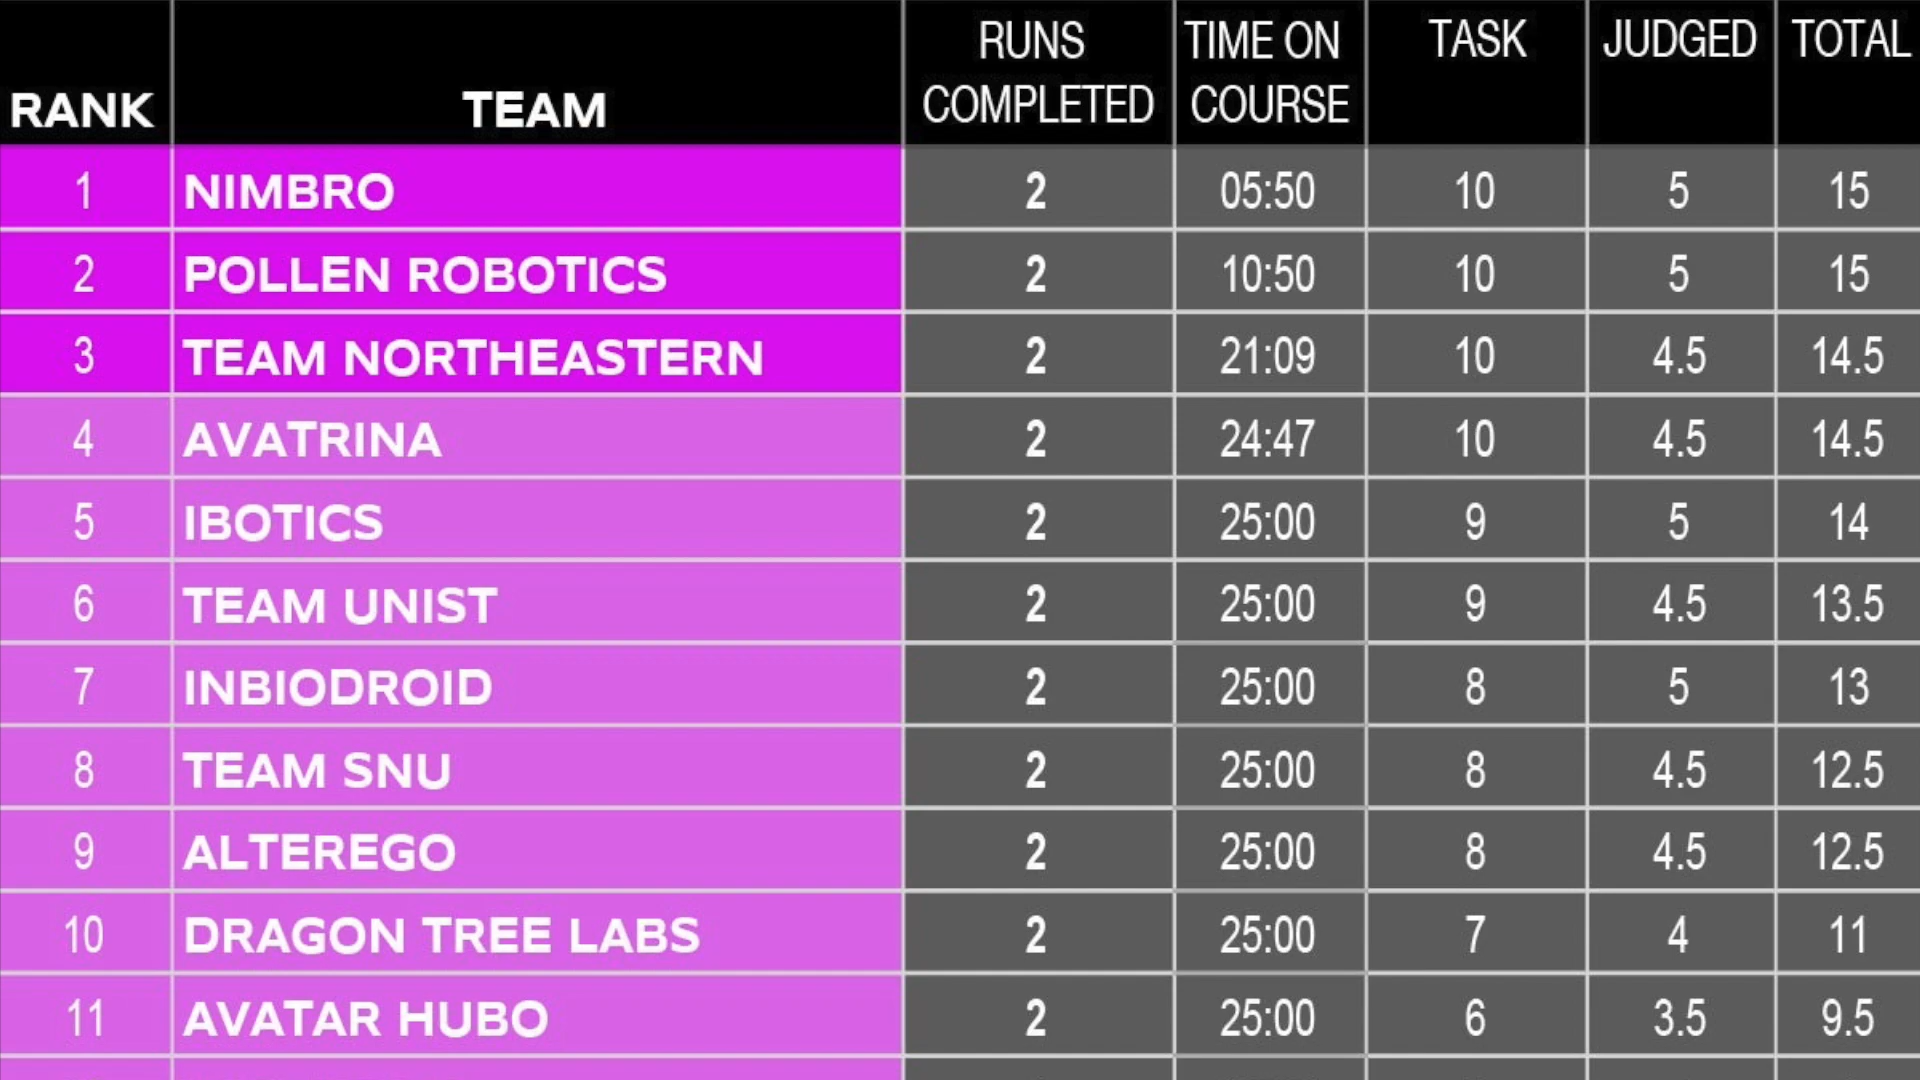 RANK TEAM RUNS COMPLETED TIME ON COURSE TASK JUDGED TOTAL
1 NIMBRO 2 05:50 10 5 15
2 POLLEN ROBOTICS 2 10:50 10 5 15
3 TEAM NORTHEASTERN 2 21:09 10 4.5 14.5
4 AVATRINA 2 24:47 10 4.5 14.5
5 IBOTICS 2 25:00 9 5 14
6 TEAM UNIST 2 25:00 9 4.5 13.5
7 INBIODROID 2 25:00 8 5 13
8 TEAM SNU 2 25:00 8 4.5 12.5
9 ALTEREGO 2 25:00 8 4.5 12.5
10 DRAGON TREE LABS 2 25:00 7 4 11
11 AVATAR HUBO 2 25:00 6 3.5 9.5